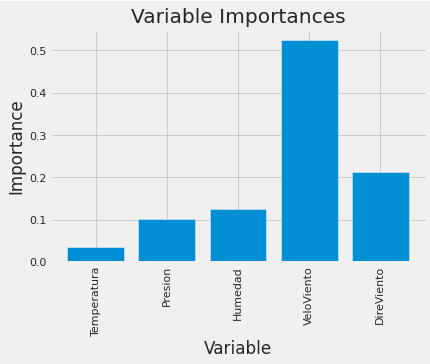 Variable Importances
Importance
0.5
0.4
0.3
0.2
0.1
0.0
Temperatura
Presion
Humedad
VeloViento
DireViento
Variable